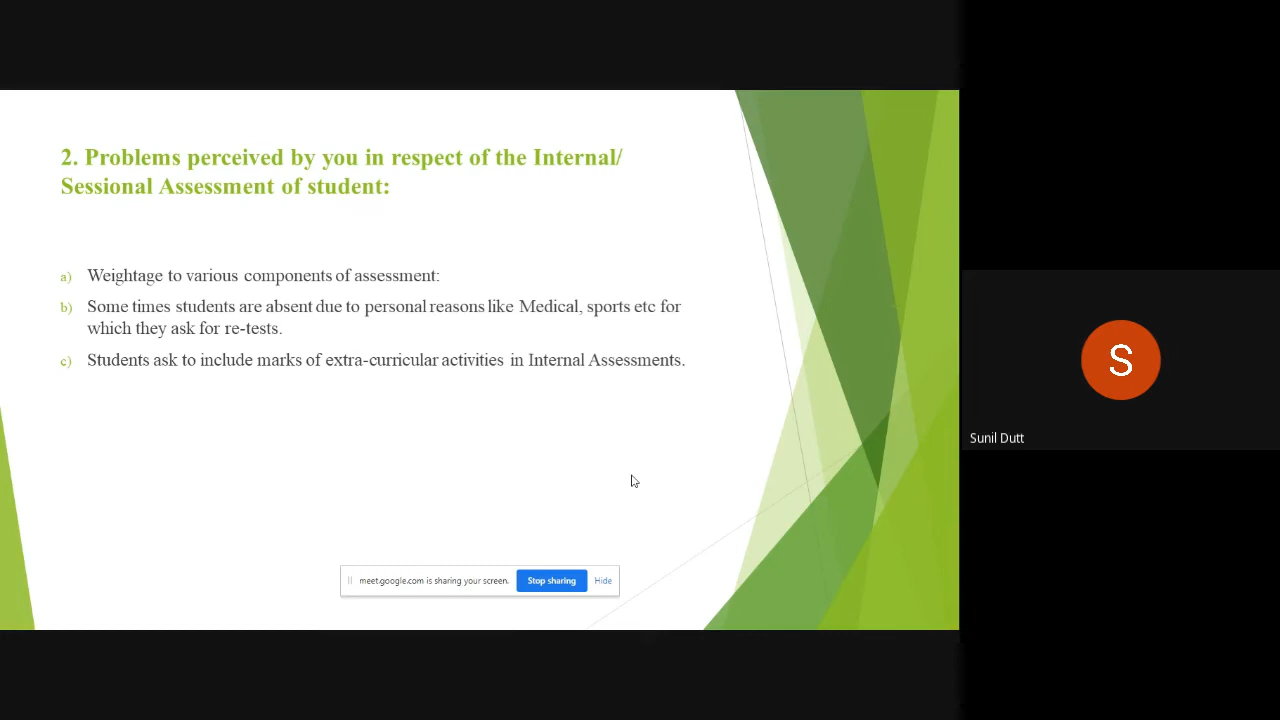 2. Problems perceived by you in respect of the Internal/
Sessional Assessment of student:
a) Weightage to various components of assessment:
b) Some times students are absent due to personal reasons like Medical, sports etc for
which they ask for re-tests.
c) Students ask to include marks of extra-curricular activities in Internal Assessments.
S
Sunil Dutt
meet.google.com is sharing your screen. Stop sharing Hide